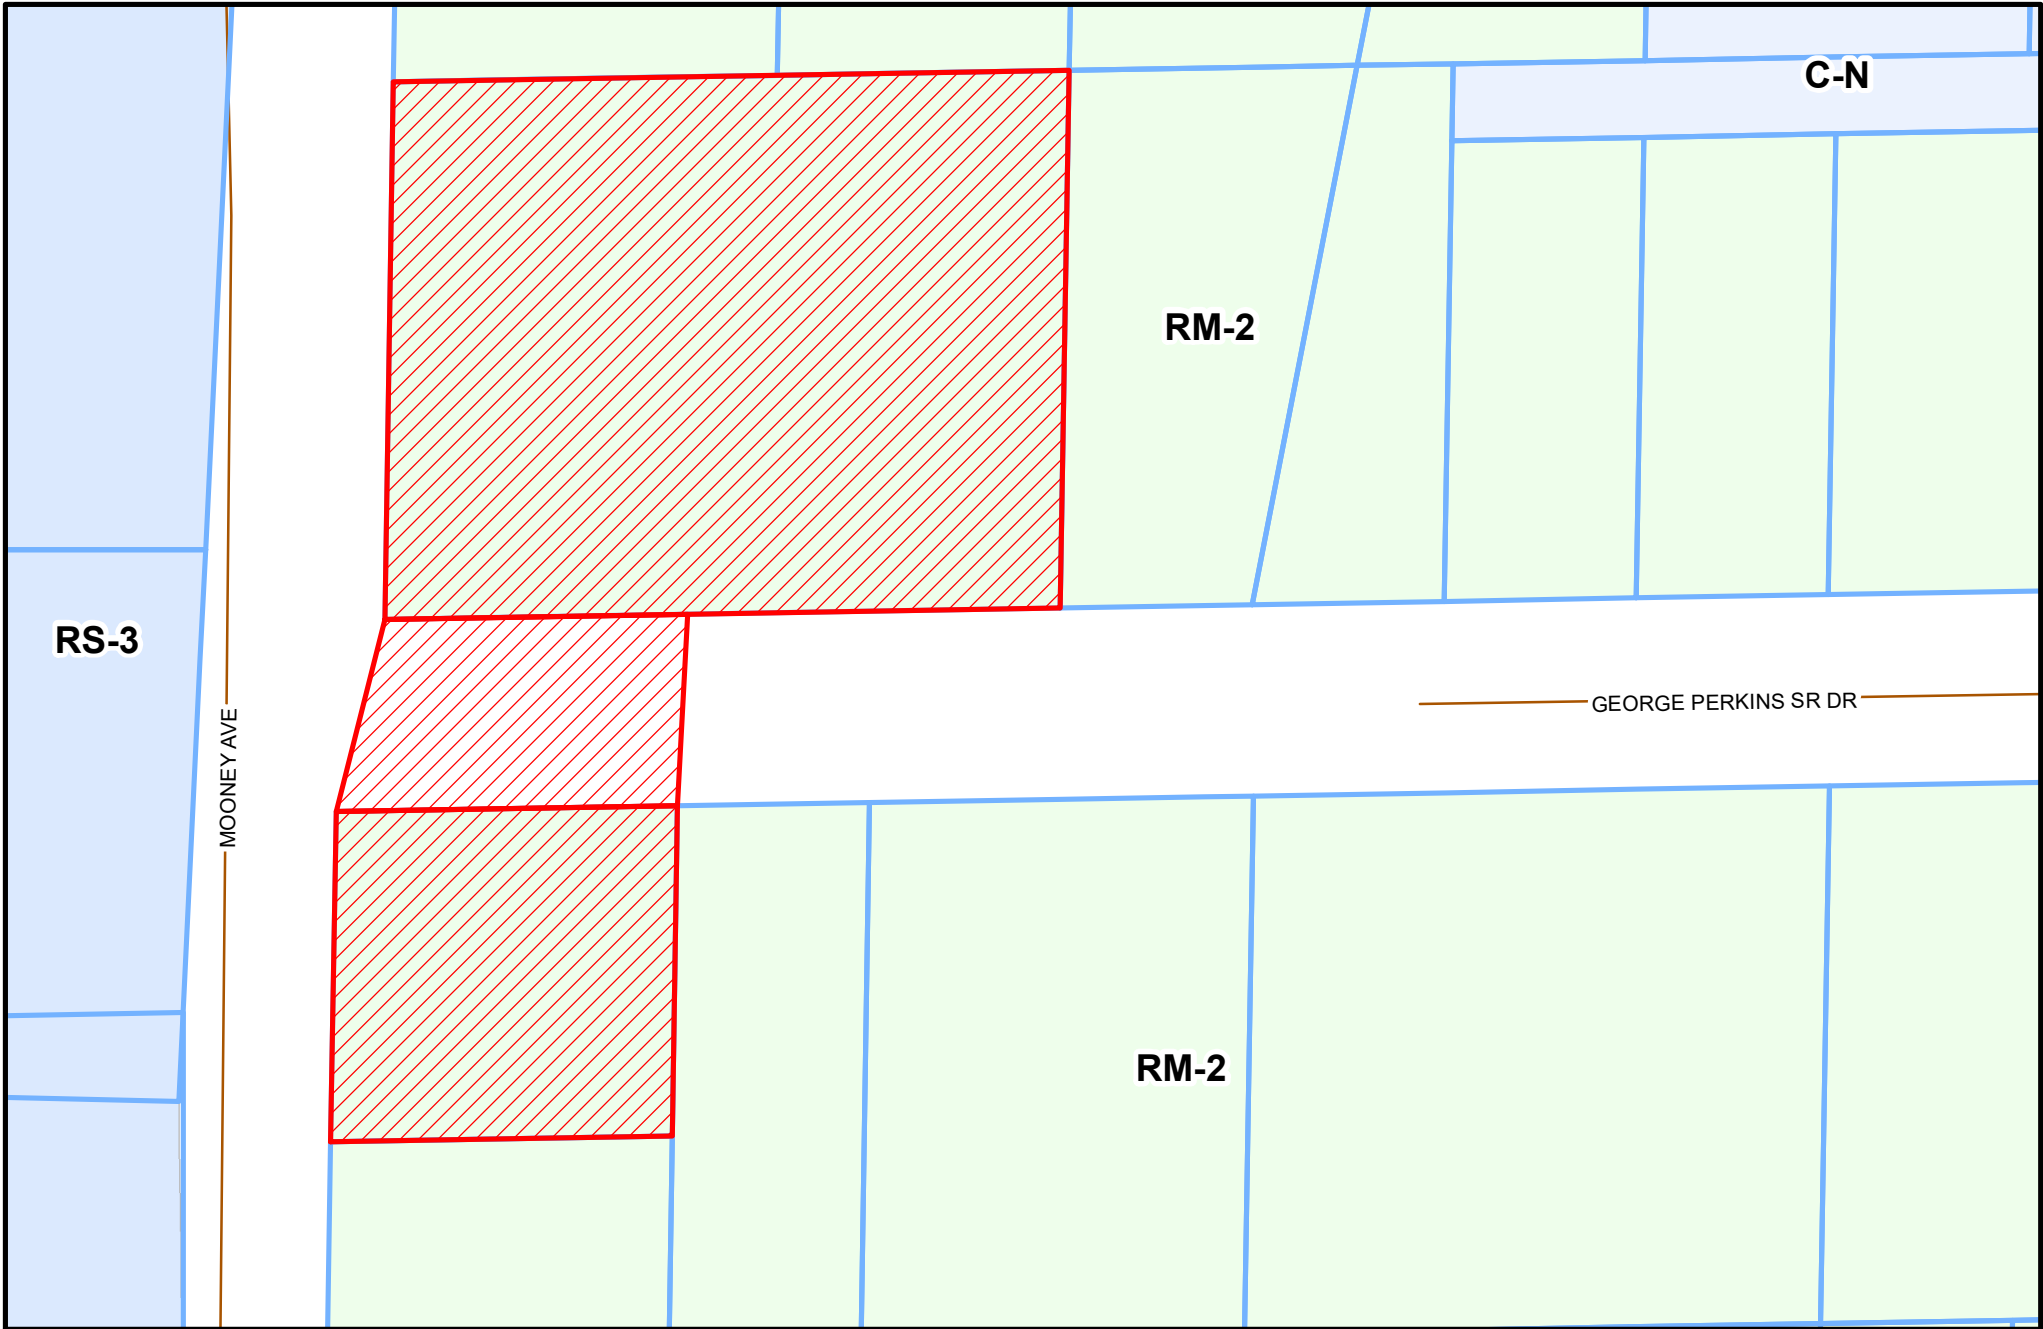 C-N
RM-2
RS-3
MOONEY AVE
GEORGE PERKINS SR DR
RM-2